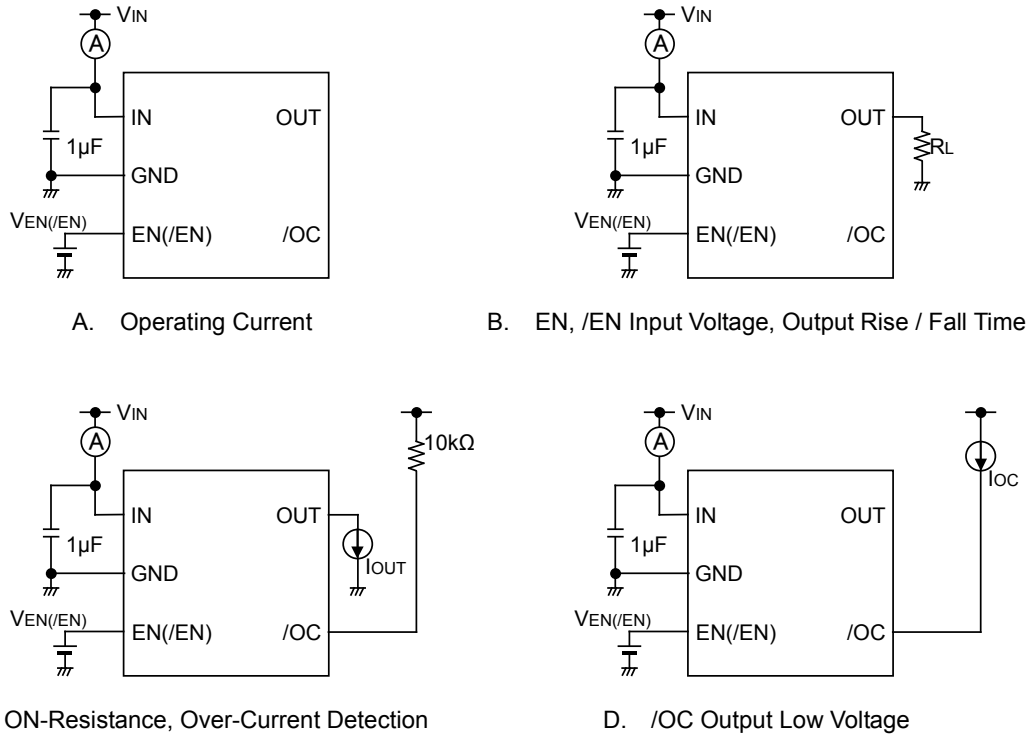 VIN
A
IN OUT
1µF
GND
VEN(/EN)
EN(/EN) /OC
A. Operating Current
VIN
A
IN OUT
1µF
RL
GND
VEN(/EN)
EN(/EN) /OC
B. EN, /EN Input Voltage, Output Rise / Fall Time
VIN
A
10kΩ
IN OUT
1µF
IOUT
GND
VEN(/EN)
EN(/EN) /OC
ON-Resistance, Over-Current Detection
VIN
A
IOC
IN OUT
1µF
GND
VEN(/EN)
EN(/EN) /OC
D. /OC Output Low Voltage